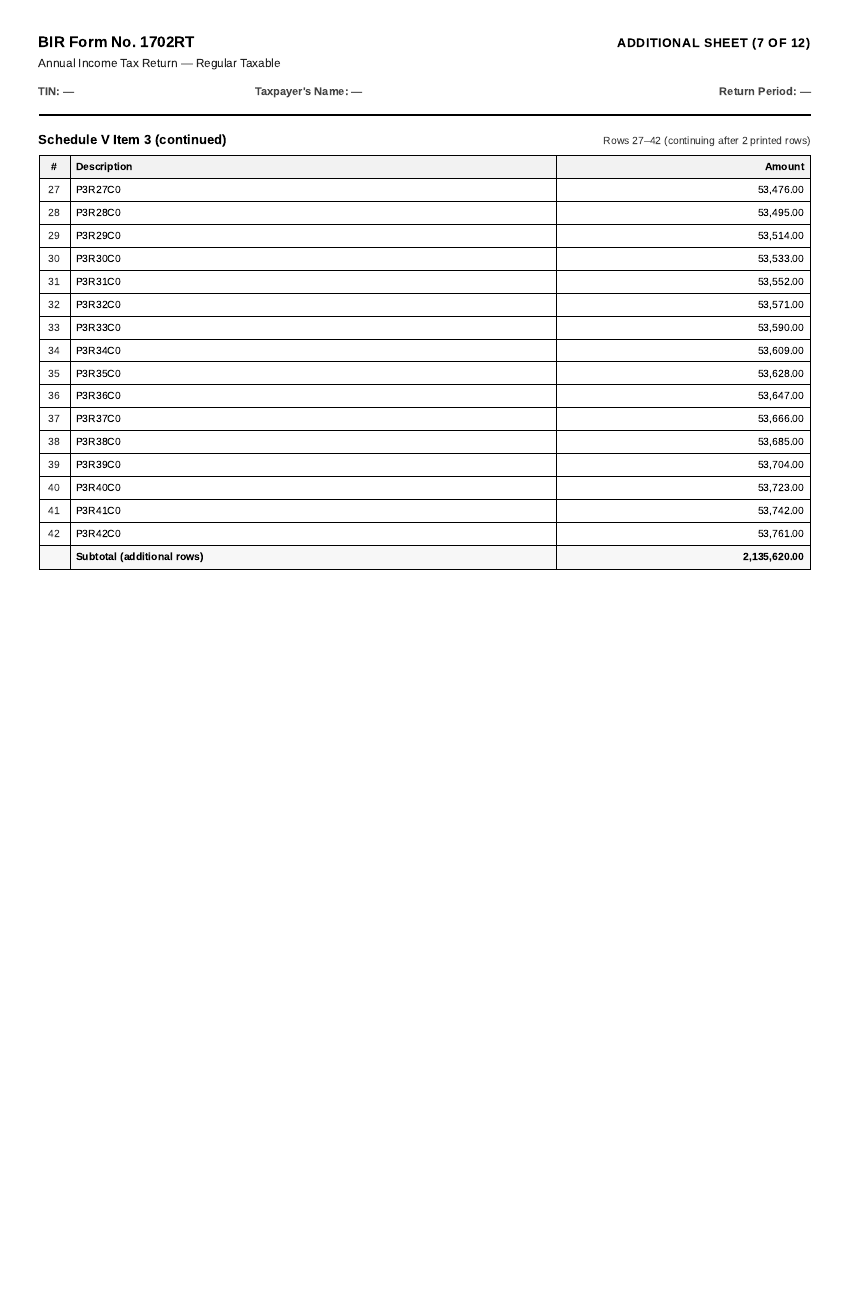 BIR Form No. 1702RT
ADDITIONAL SHEET (7 OF 12)
Annual Income Tax Return — Regular Taxable
TIN: — Taxpayer's Name: — Return Period: —
Schedule V Item 3 (continued)
Rows 27–42 (continuing after 2 printed rows)
# Description Amount
27 P3R27C0 53,476.00
28 P3R28C0 53,495.00
29 P3R29C0 53,514.00
30 P3R30C0 53,533.00
31 P3R31C0 53,552.00
32 P3R32C0 53,571.00
33 P3R33C0 53,590.00
34 P3R34C0 53,609.00
35 P3R35C0 53,628.00
36 P3R36C0 53,647.00
37 P3R37C0 53,666.00
38 P3R38C0 53,685.00
39 P3R39C0 53,704.00
40 P3R40C0 53,723.00
41 P3R41C0 53,742.00
42 P3R42C0 53,761.00
Subtotal (additional rows) 2,135,620.00